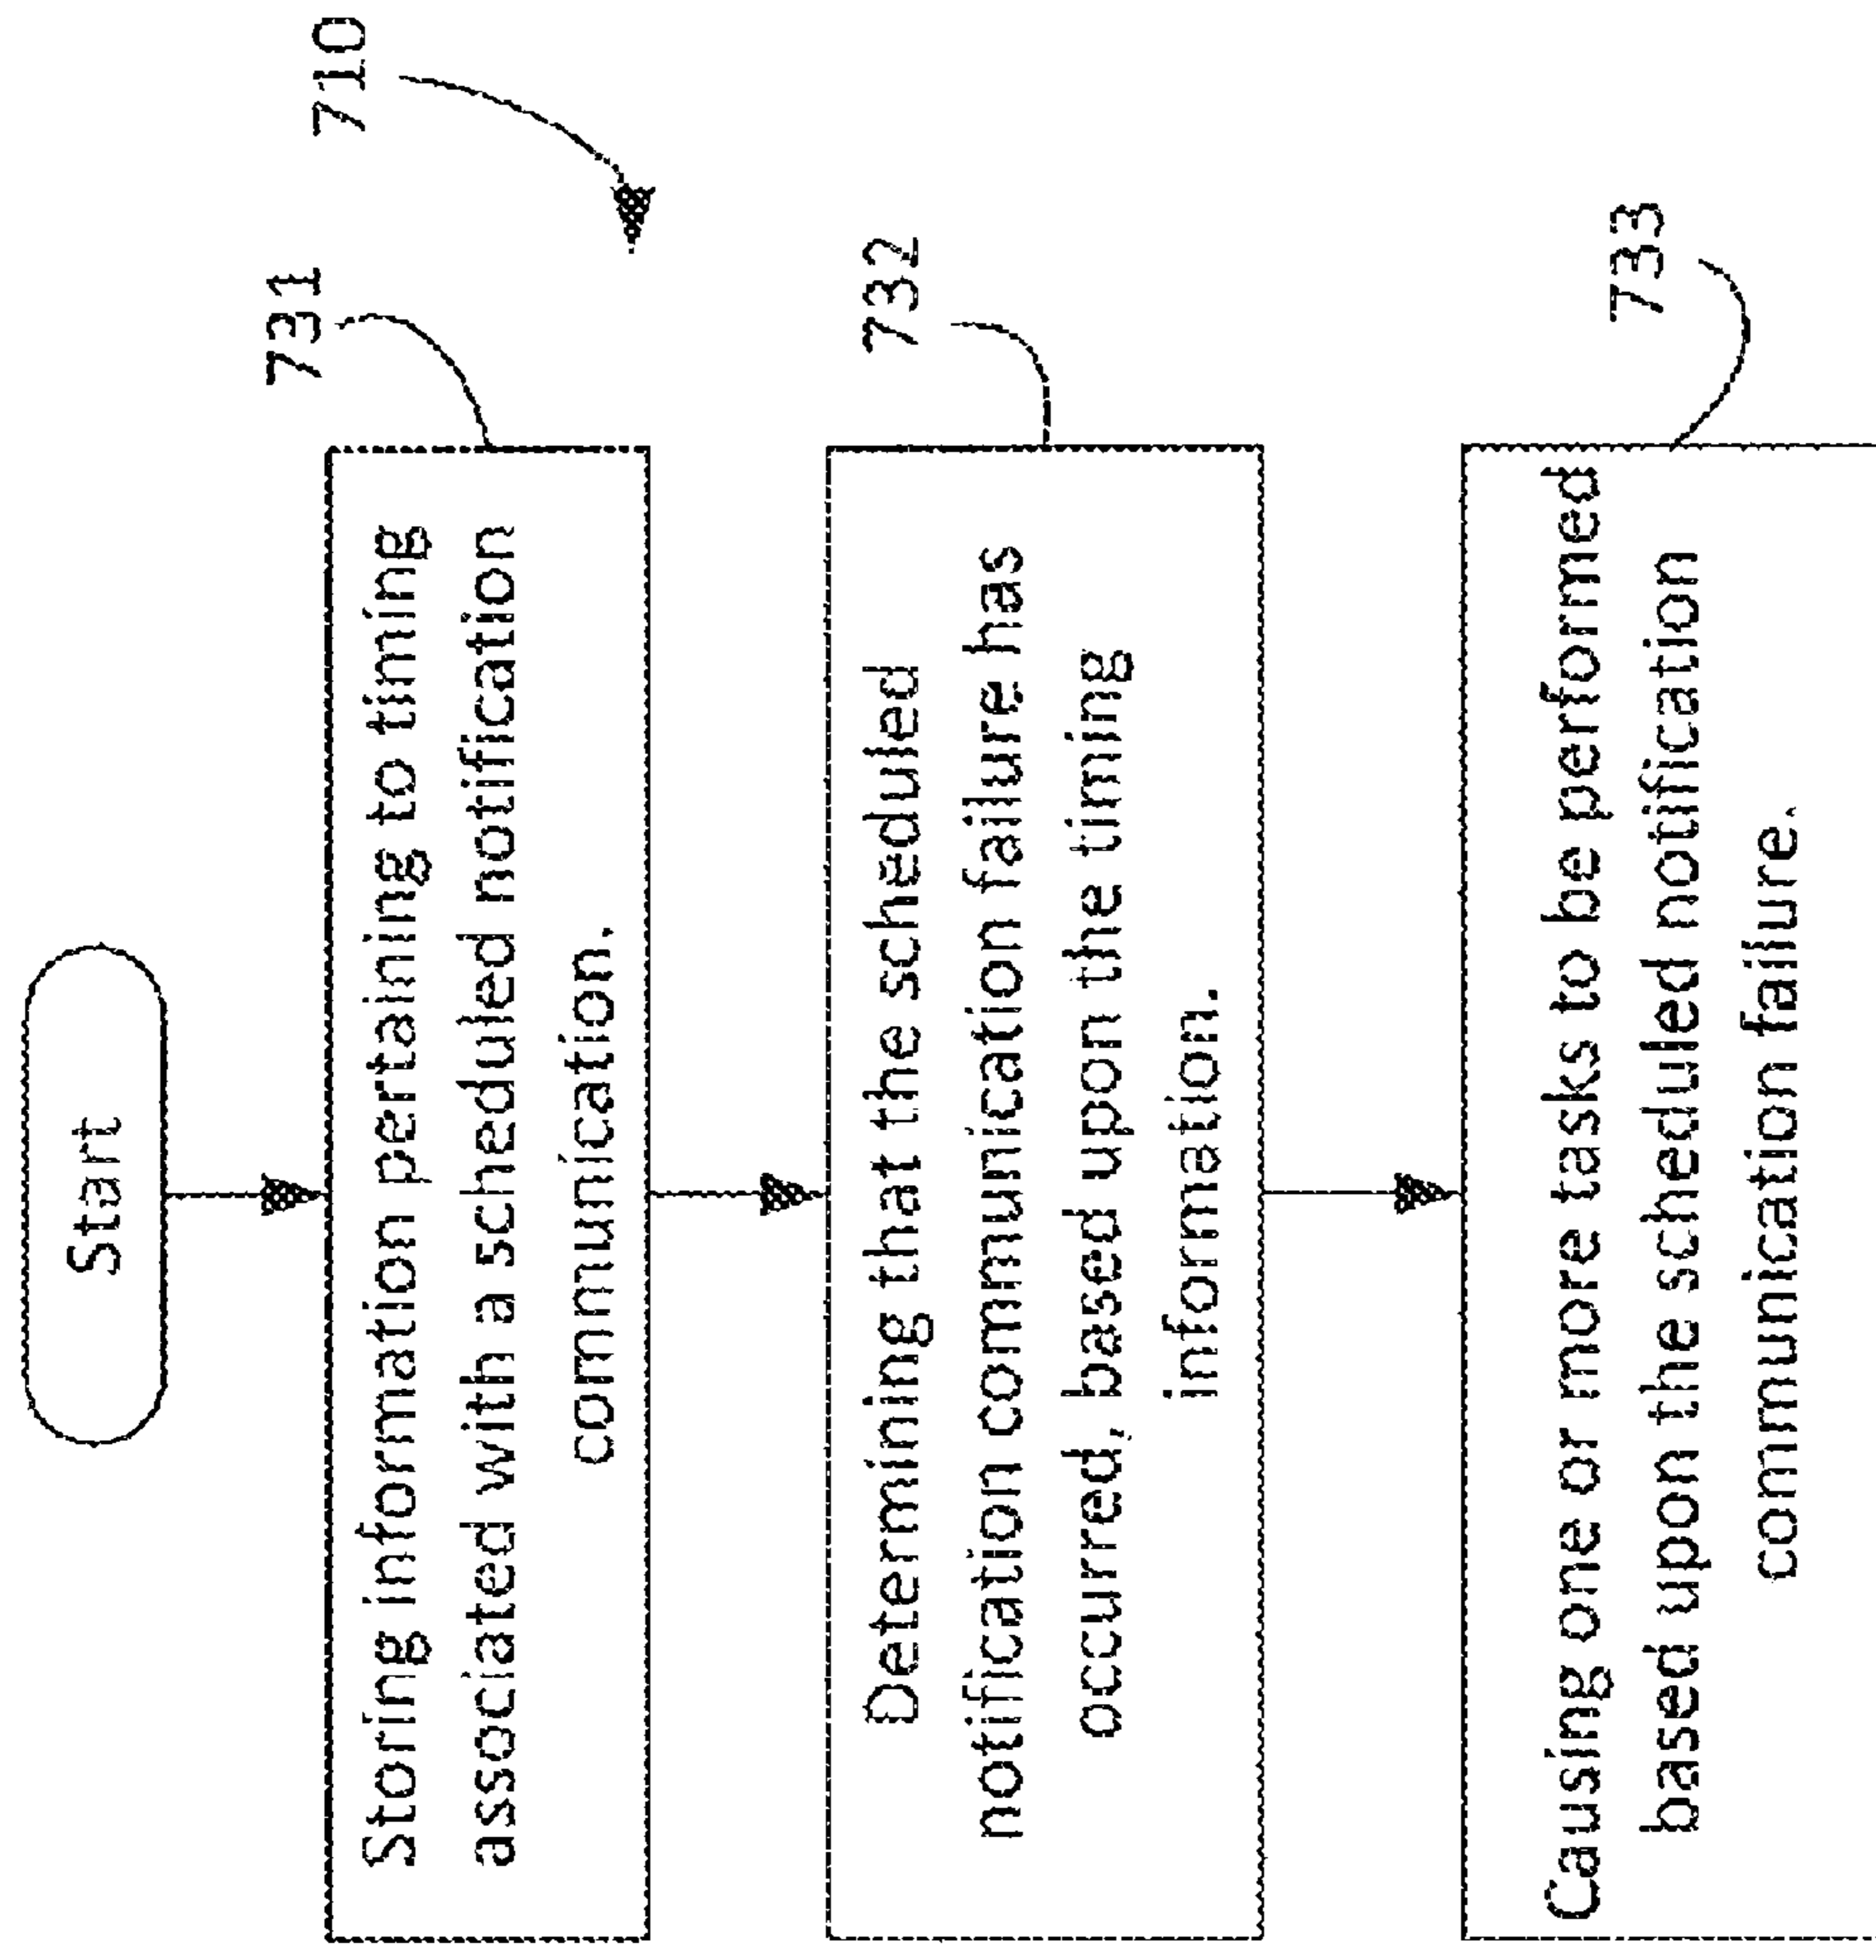 Start
710
731
Storing information pertaining to timing
associated with a scheduled notification
communication.
732
Determining that the scheduled
notification communication failure has
occurred, based upon the timing
information.
733
Causing one or more tasks to be performed
based upon the scheduled notification
communication failure.